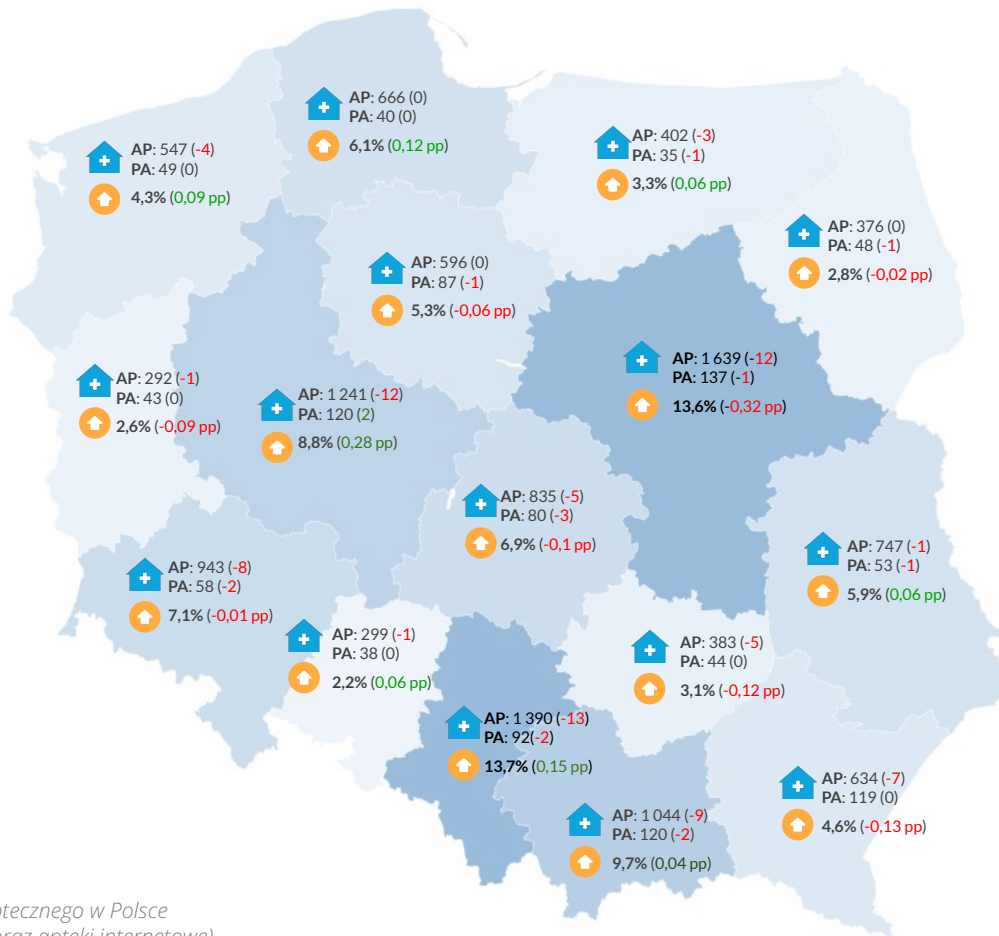 AP: 666 (0)
PA: 40 (0)
6,1% (0,12 pp)
AP: 547 (-4)
PA: 49 (0)
4,3% (0,09 pp)
AP: 402 (-3)
PA: 35 (-1)
3,3% (0,06 pp)
AP: 376 (0)
PA: 48 (-1)
2,8% (-0,02 pp)
AP: 596 (0)
PA: 87 (-1)
5,3% (-0,06 pp)
AP: 1 639 (-12)
PA: 137 (-1)
13,6% (-0,32 pp)
AP: 292 (-1)
PA: 43 (0)
2,6% (-0,09 pp)
AP: 1 241 (-12)
PA: 120 (2)
8,8% (0,28 pp)
AP: 835 (-5)
PA: 80 (-3)
6,9% (-0,1 pp)
AP: 747 (-1)
PA: 53 (-1)
5,9% (0,06 pp)
AP: 943 (-8)
PA: 58 (-2)
7,1% (-0,01 pp)
AP: 299 (-1)
PA: 38 (0)
2,2% (0,06 pp)
AP: 383 (-5)
PA: 44 (0)
3,1% (-0,12 pp)
AP: 1 390 (-13)
PA: 92(-2)
13,7% (0,15 pp)
AP: 634 (-7)
PA: 119 (0)
4,6% (-0,13 pp)
AP: 1 044 (-9)
PA: 120 (-2)
9,7% (0,04 pp)
w Polsce
apteki internetowe)